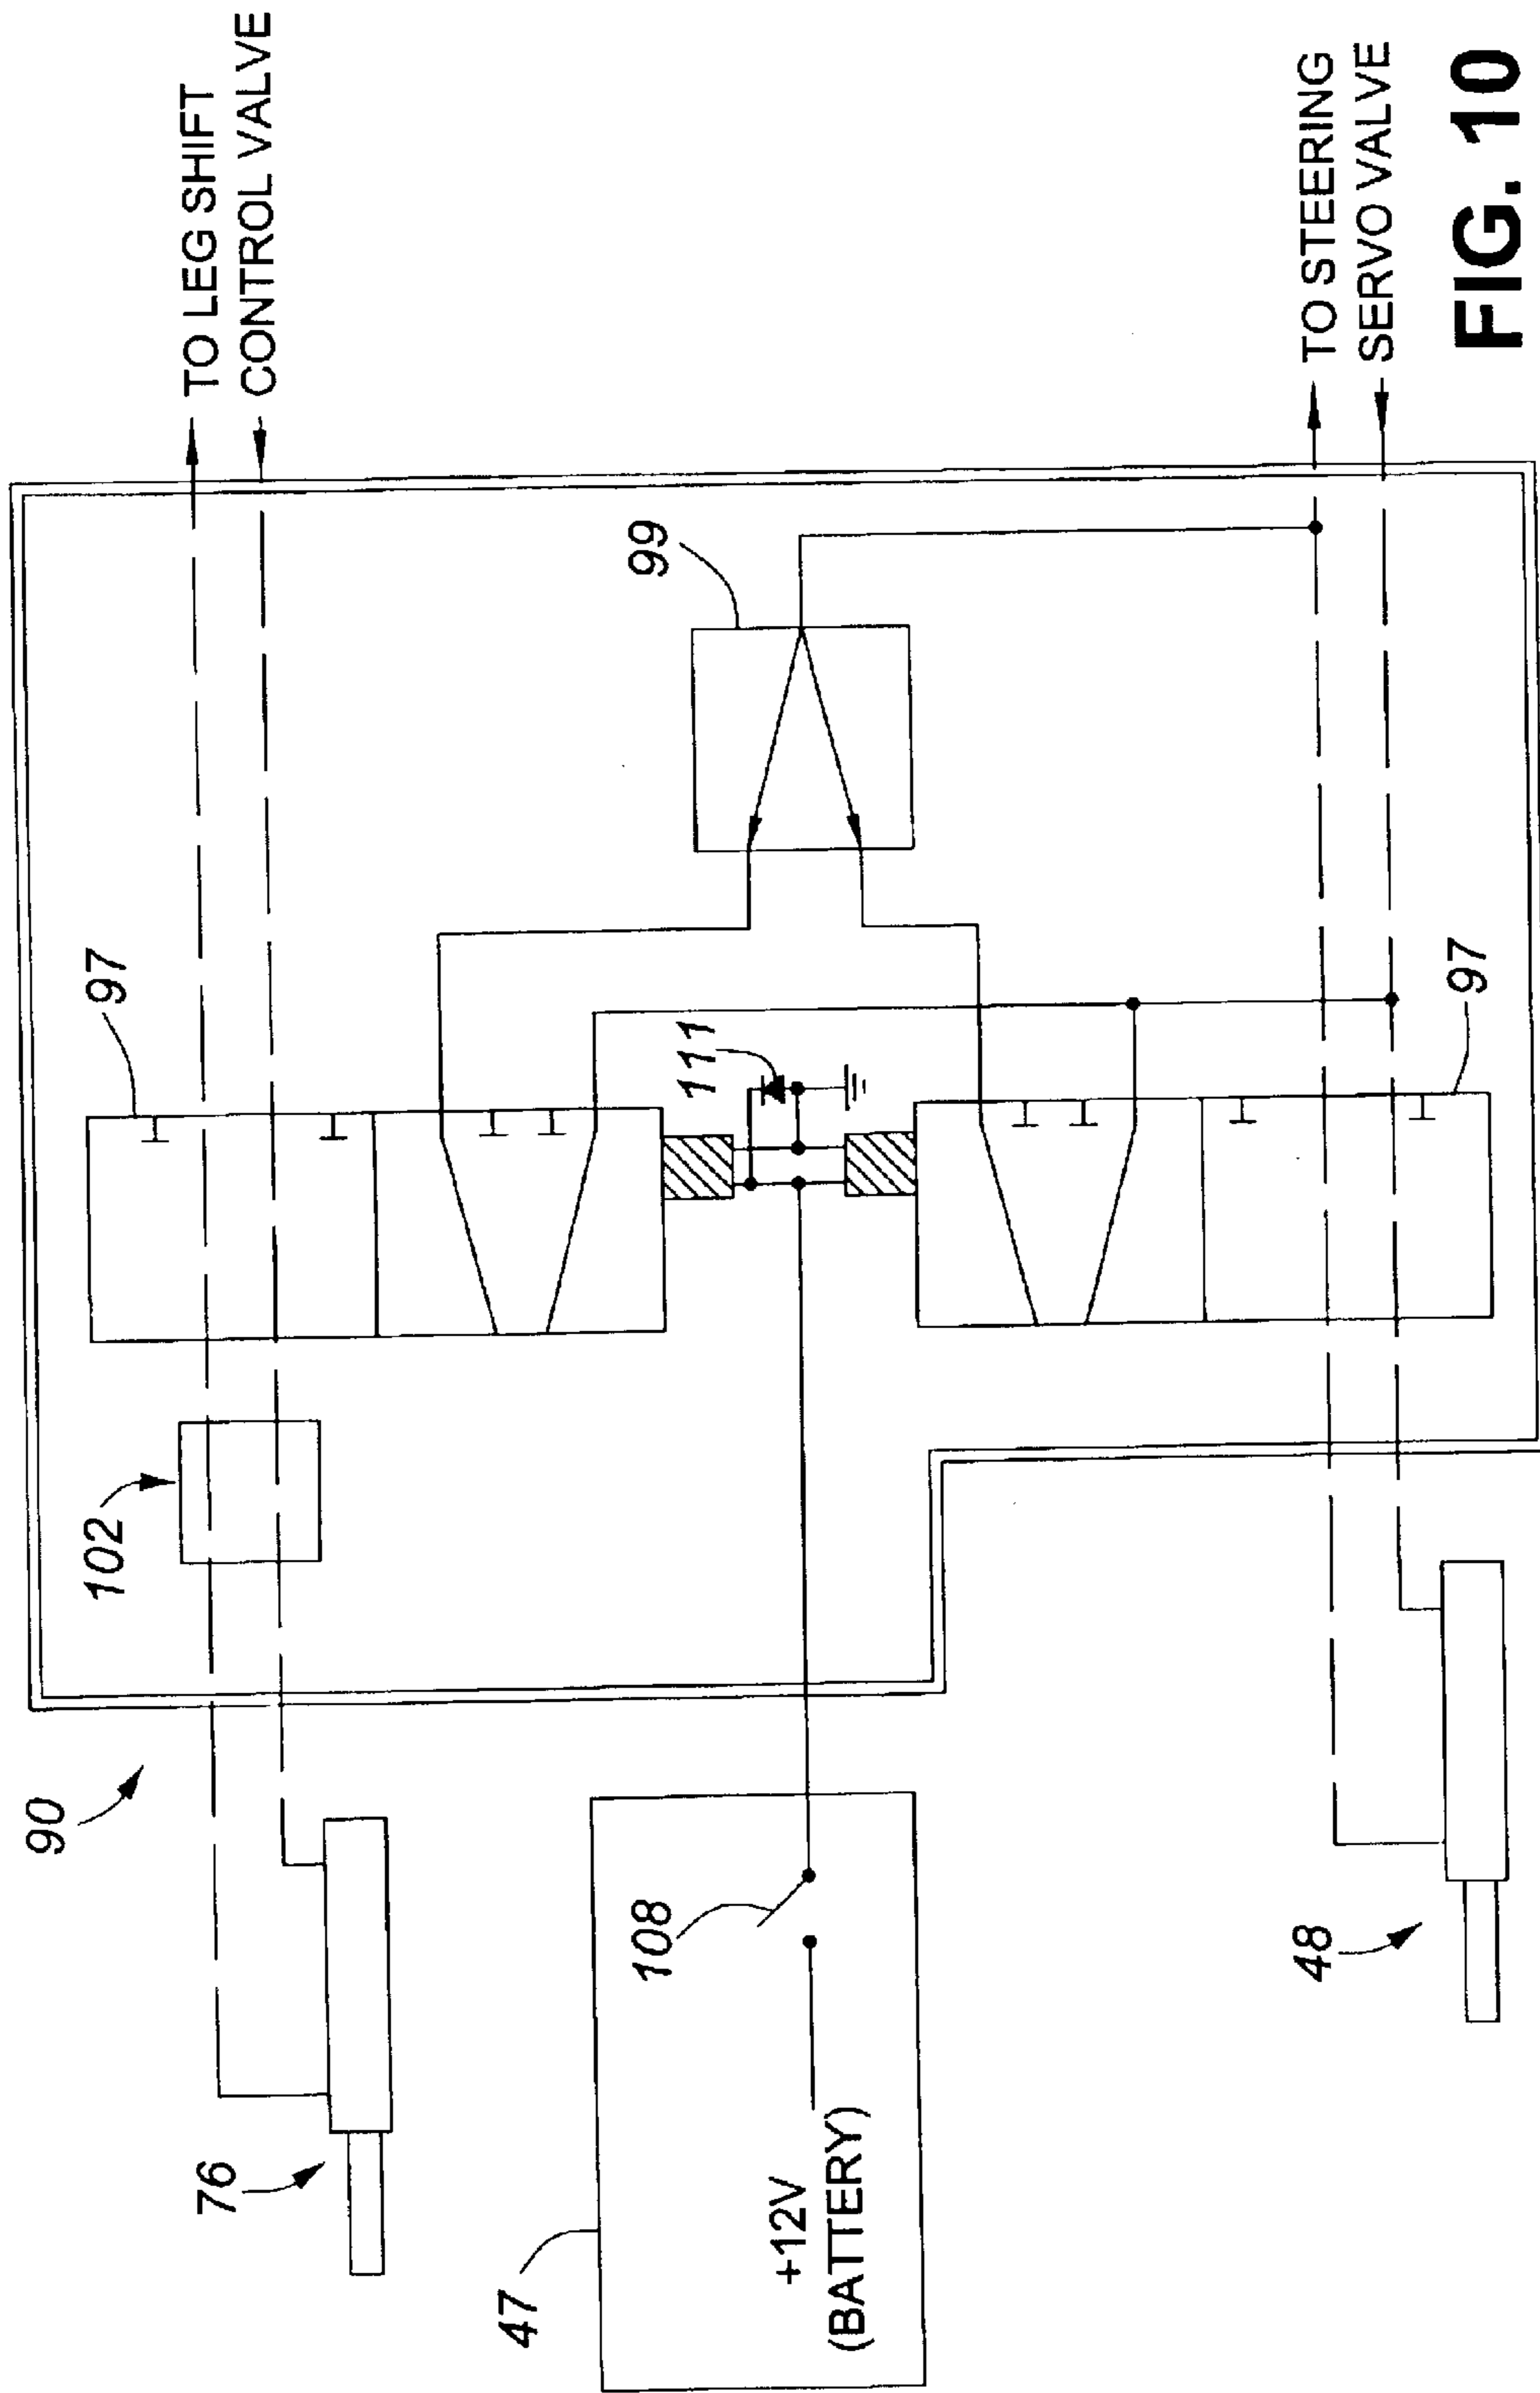 90
102
97
TO LEG SHIFT
CONTROL VALVE
76
99
111
47
108
+12V
(BATTERY)
97
48
TO STEERING
SERVO VALVE
FIG. 10